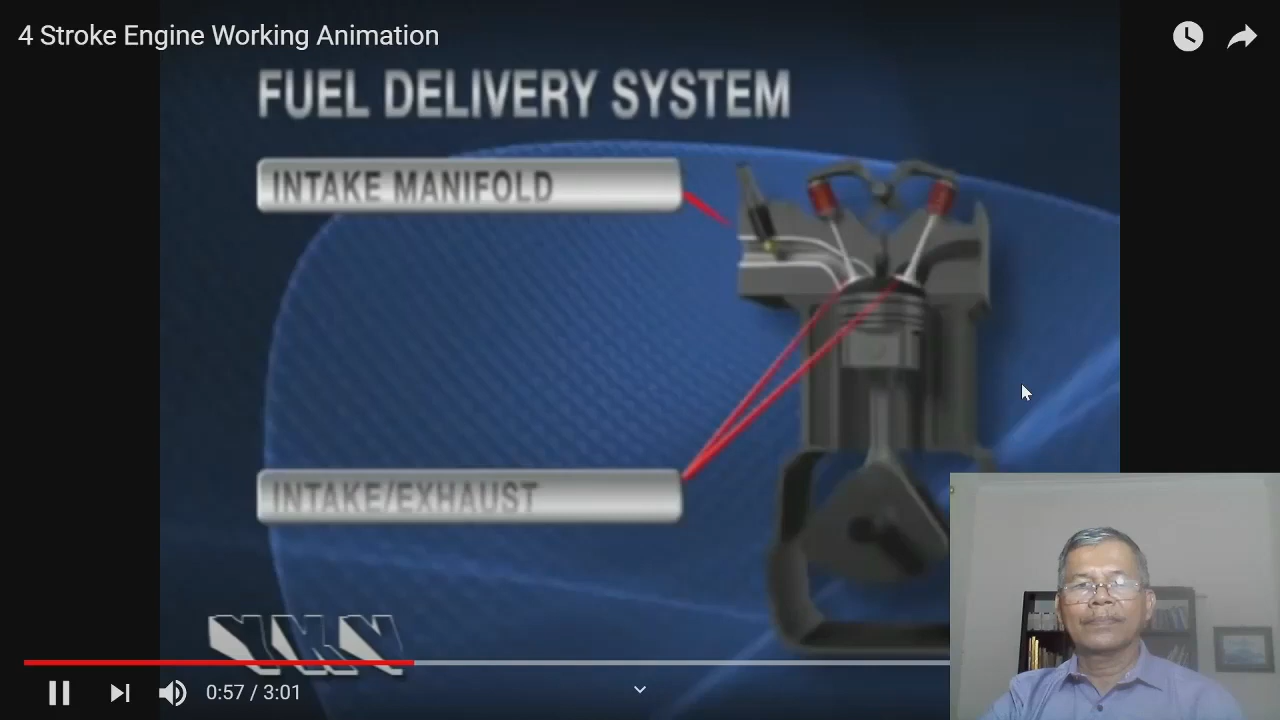 4 Stroke Engine Working Animation
FUEL DELIVERY SYSTEM
INTAKE MANIFOLD
INTAKE/EXHAUST
0:57 / 3:01